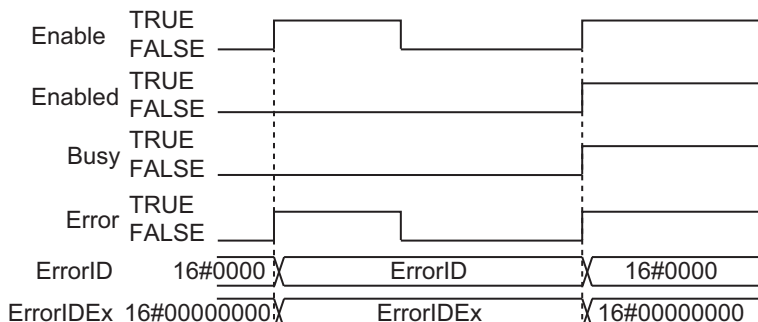 Enable TRUE
FALSE
Enabled TRUE
FALSE
Busy TRUE
FALSE
Error TRUE
FALSE
ErrorID 16#0000 ErrorID 16#0000
ErrorIDEx 16#00000000 ErrorIDEx 16#00000000